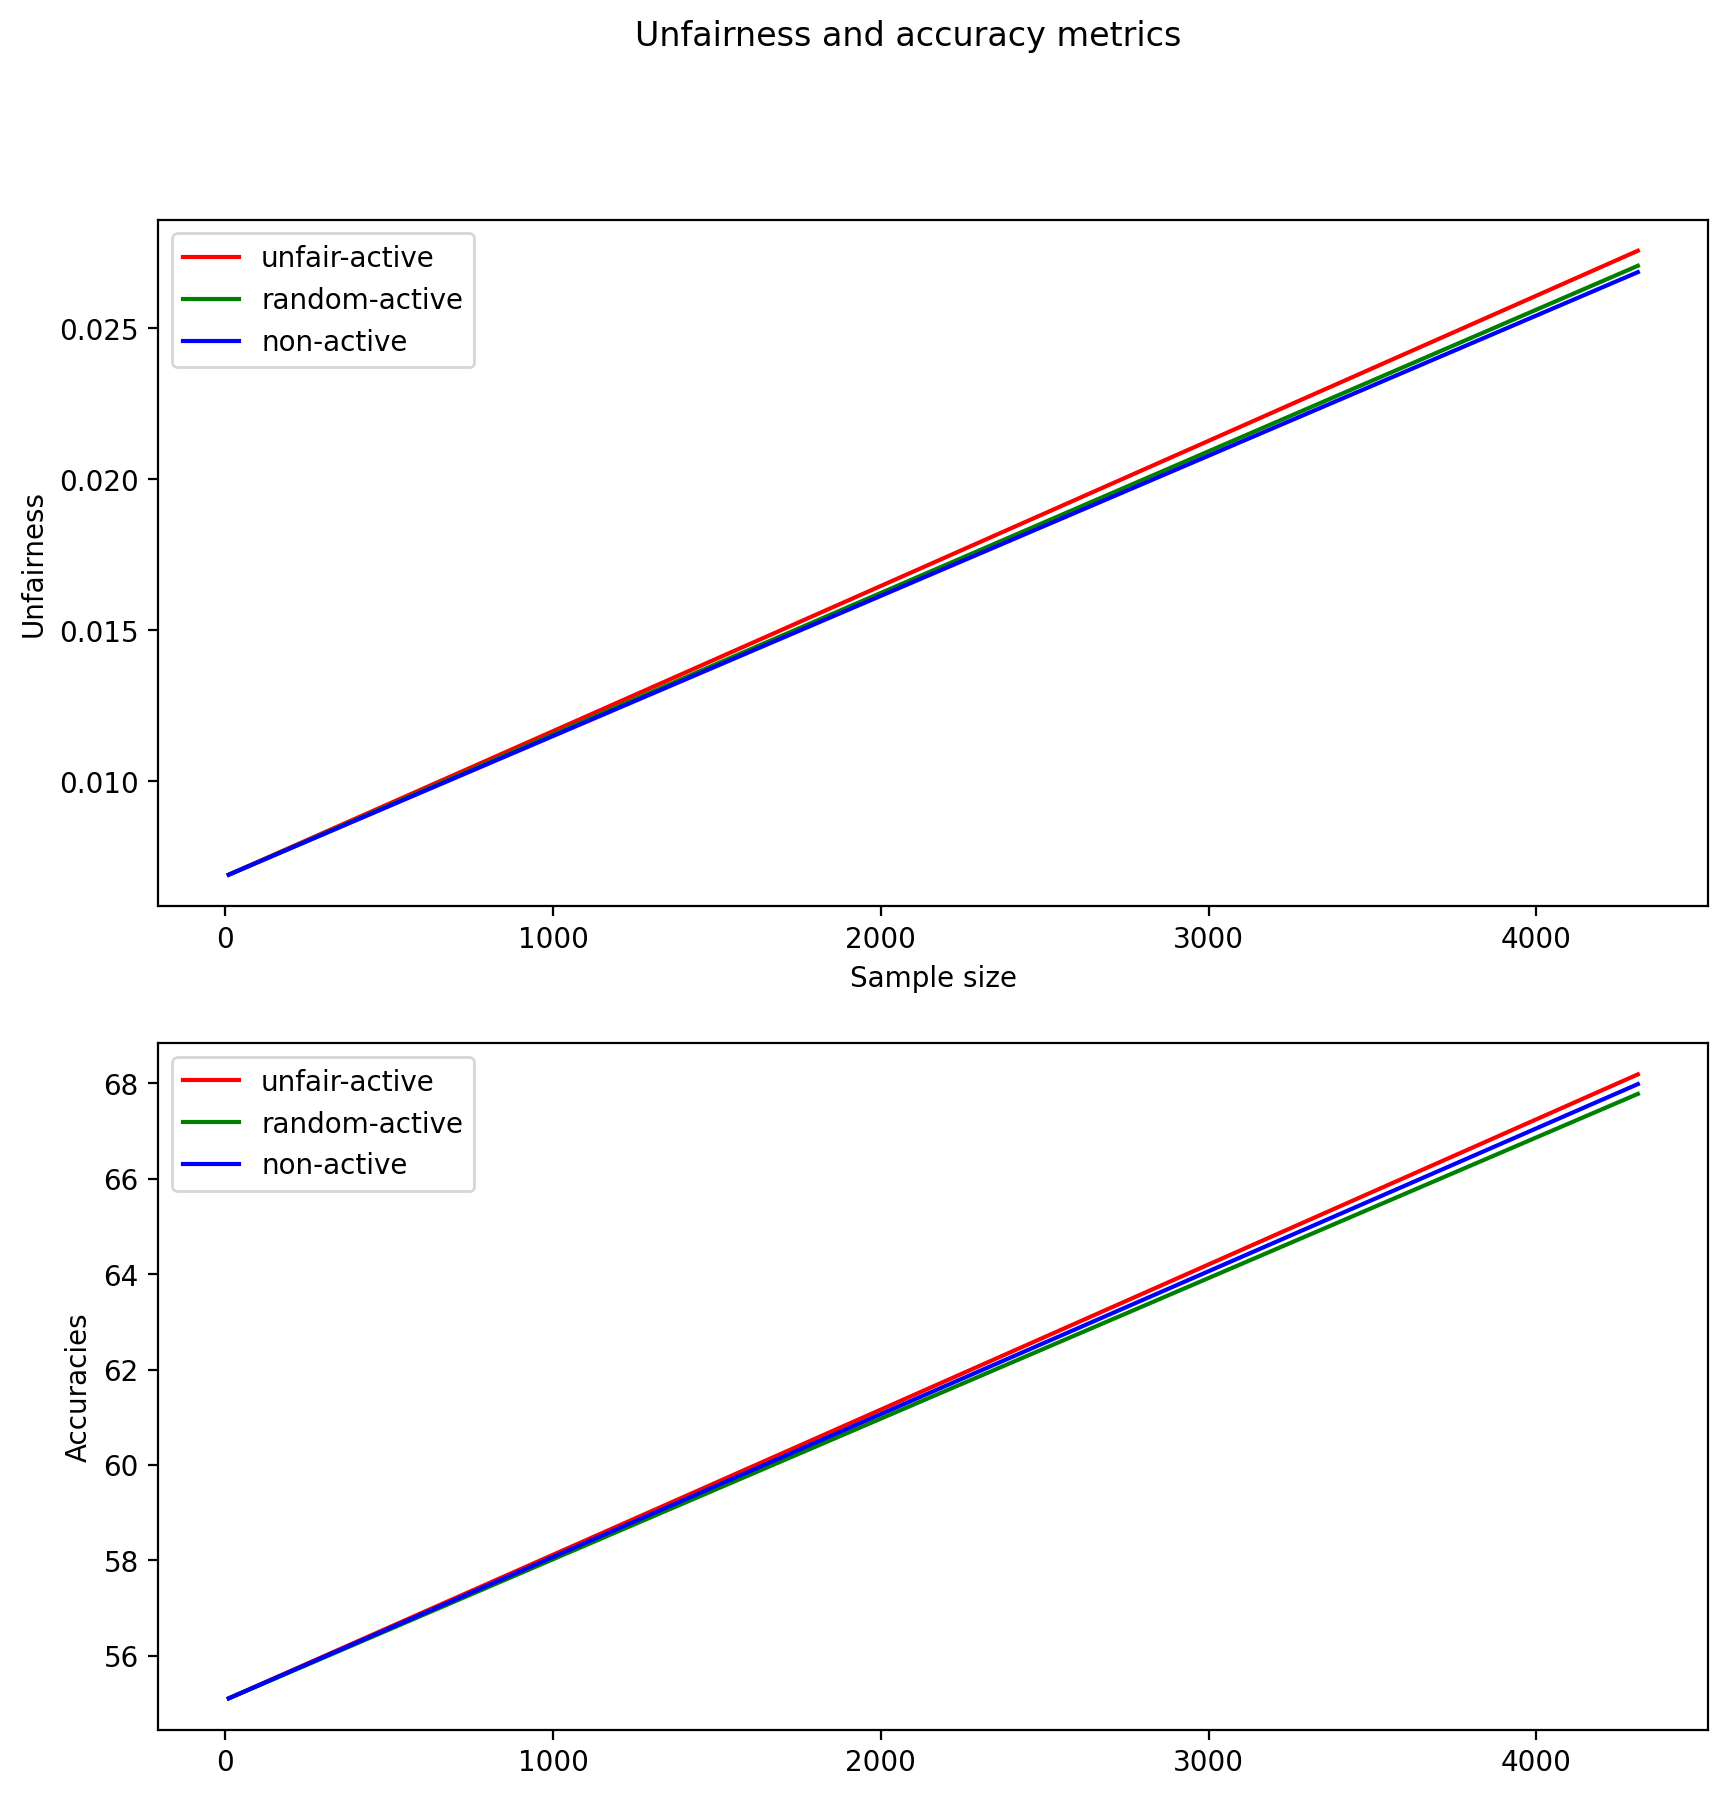 Unfairness and accuracy metrics
unfair-active
random-active
non-active
0.025
0.020
0.015
0.010
Unfairness
0 1000 2000 3000 4000
Sample size
unfair-active
random-active
non-active
68
66
64
62
60
58
56
Accuracies
0 1000 2000 3000 4000